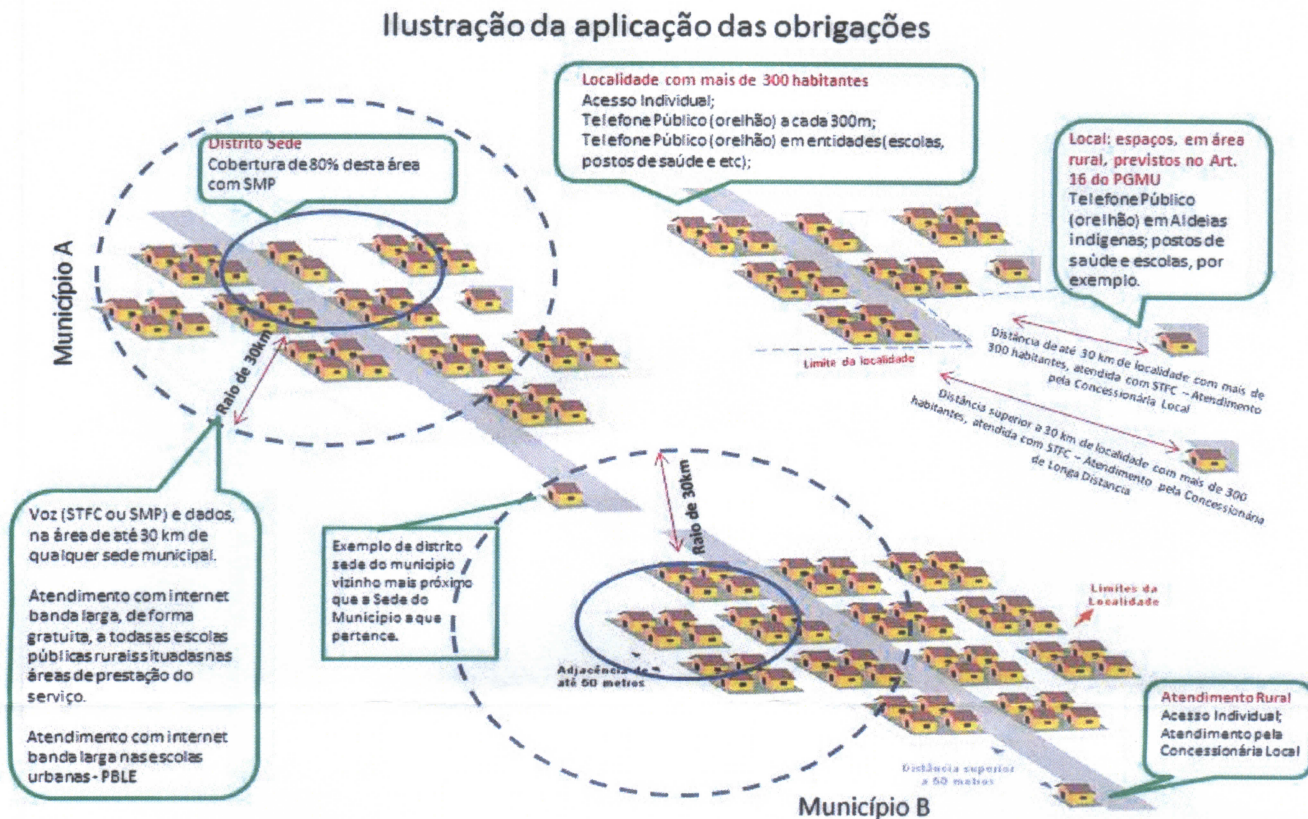 Ilustração da aplicação das obrigações
Localidade com mais de 300 habitantes
Acesso Individual;
Telefone Público (orelhão) a cada 300m;
Telefone Público (orelhão) em entidades (escolas,
postos de saúde e etc);
Distrito Sede
Cobertura de 80% desta área
com SMP
Local: espaços, em área
rural, previstos no Art.
16 do PGMU
Telefone Público
(orelhão) em Aldeias
indígenas; postos de
saúde e escolas, por
exemplo.
Município A
Raio de 30km
Limite da localidade
Distância de até 30 km de localidade com mais de
300 habitantes, atendida com STFC – Atendimento
pela Concessionária Local
Distância superior a 30 km de localidade com mais de 300
habitantes, atendida com STFC – Atendimento pela Concessionária
de Longa Distancia
Voz (STFC ou SMP) e dados,
na área de até 30 km de
qualquer sede municipal.
Atendimento com internet
banda larga, de forma
gratuita, a todas as escolas
públicas rurais situadas nas
áreas de prestação do
serviço.
Atendimento com internet
banda larga nas escolas
urbanas - PBLE
Exemplo de distrito
sede do municipio
vizinho mais próximo
que a Sede do
Município a que
pertence.
Raio de 30km
Limites da
Localidade
Adjacência de
até 50 metros
Distância superior
a 50 metros
Atendimento Rural
Acesso Individual;
Atendimento pela
Concessionária Local
Município B